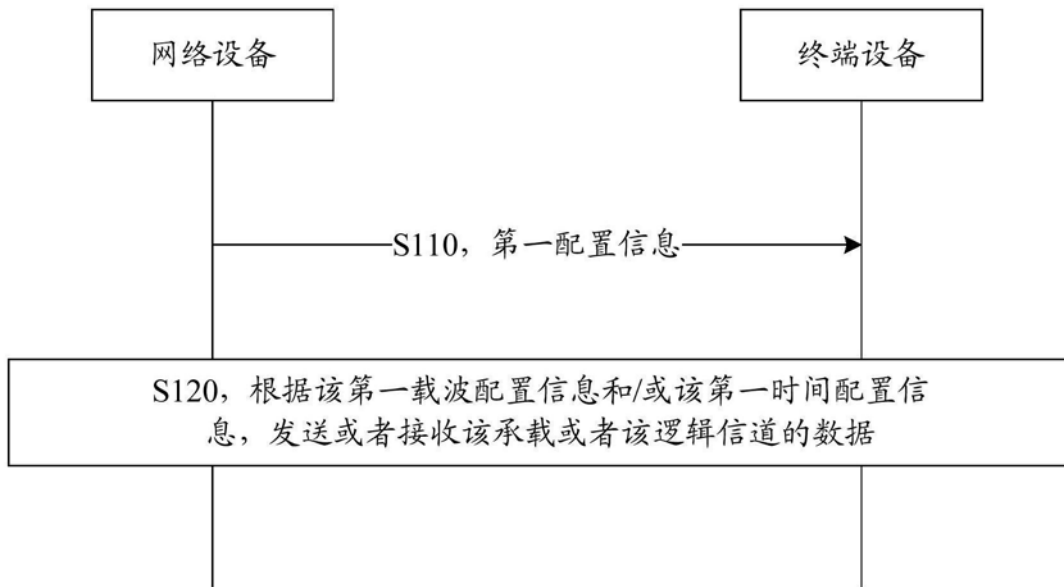 网络设备
终端设备
S110，第一配置信息
S120，根据该第一载波配置信息和/或该第一时间配置信
息，发送或者接收该承载或者该逻辑信道的数据